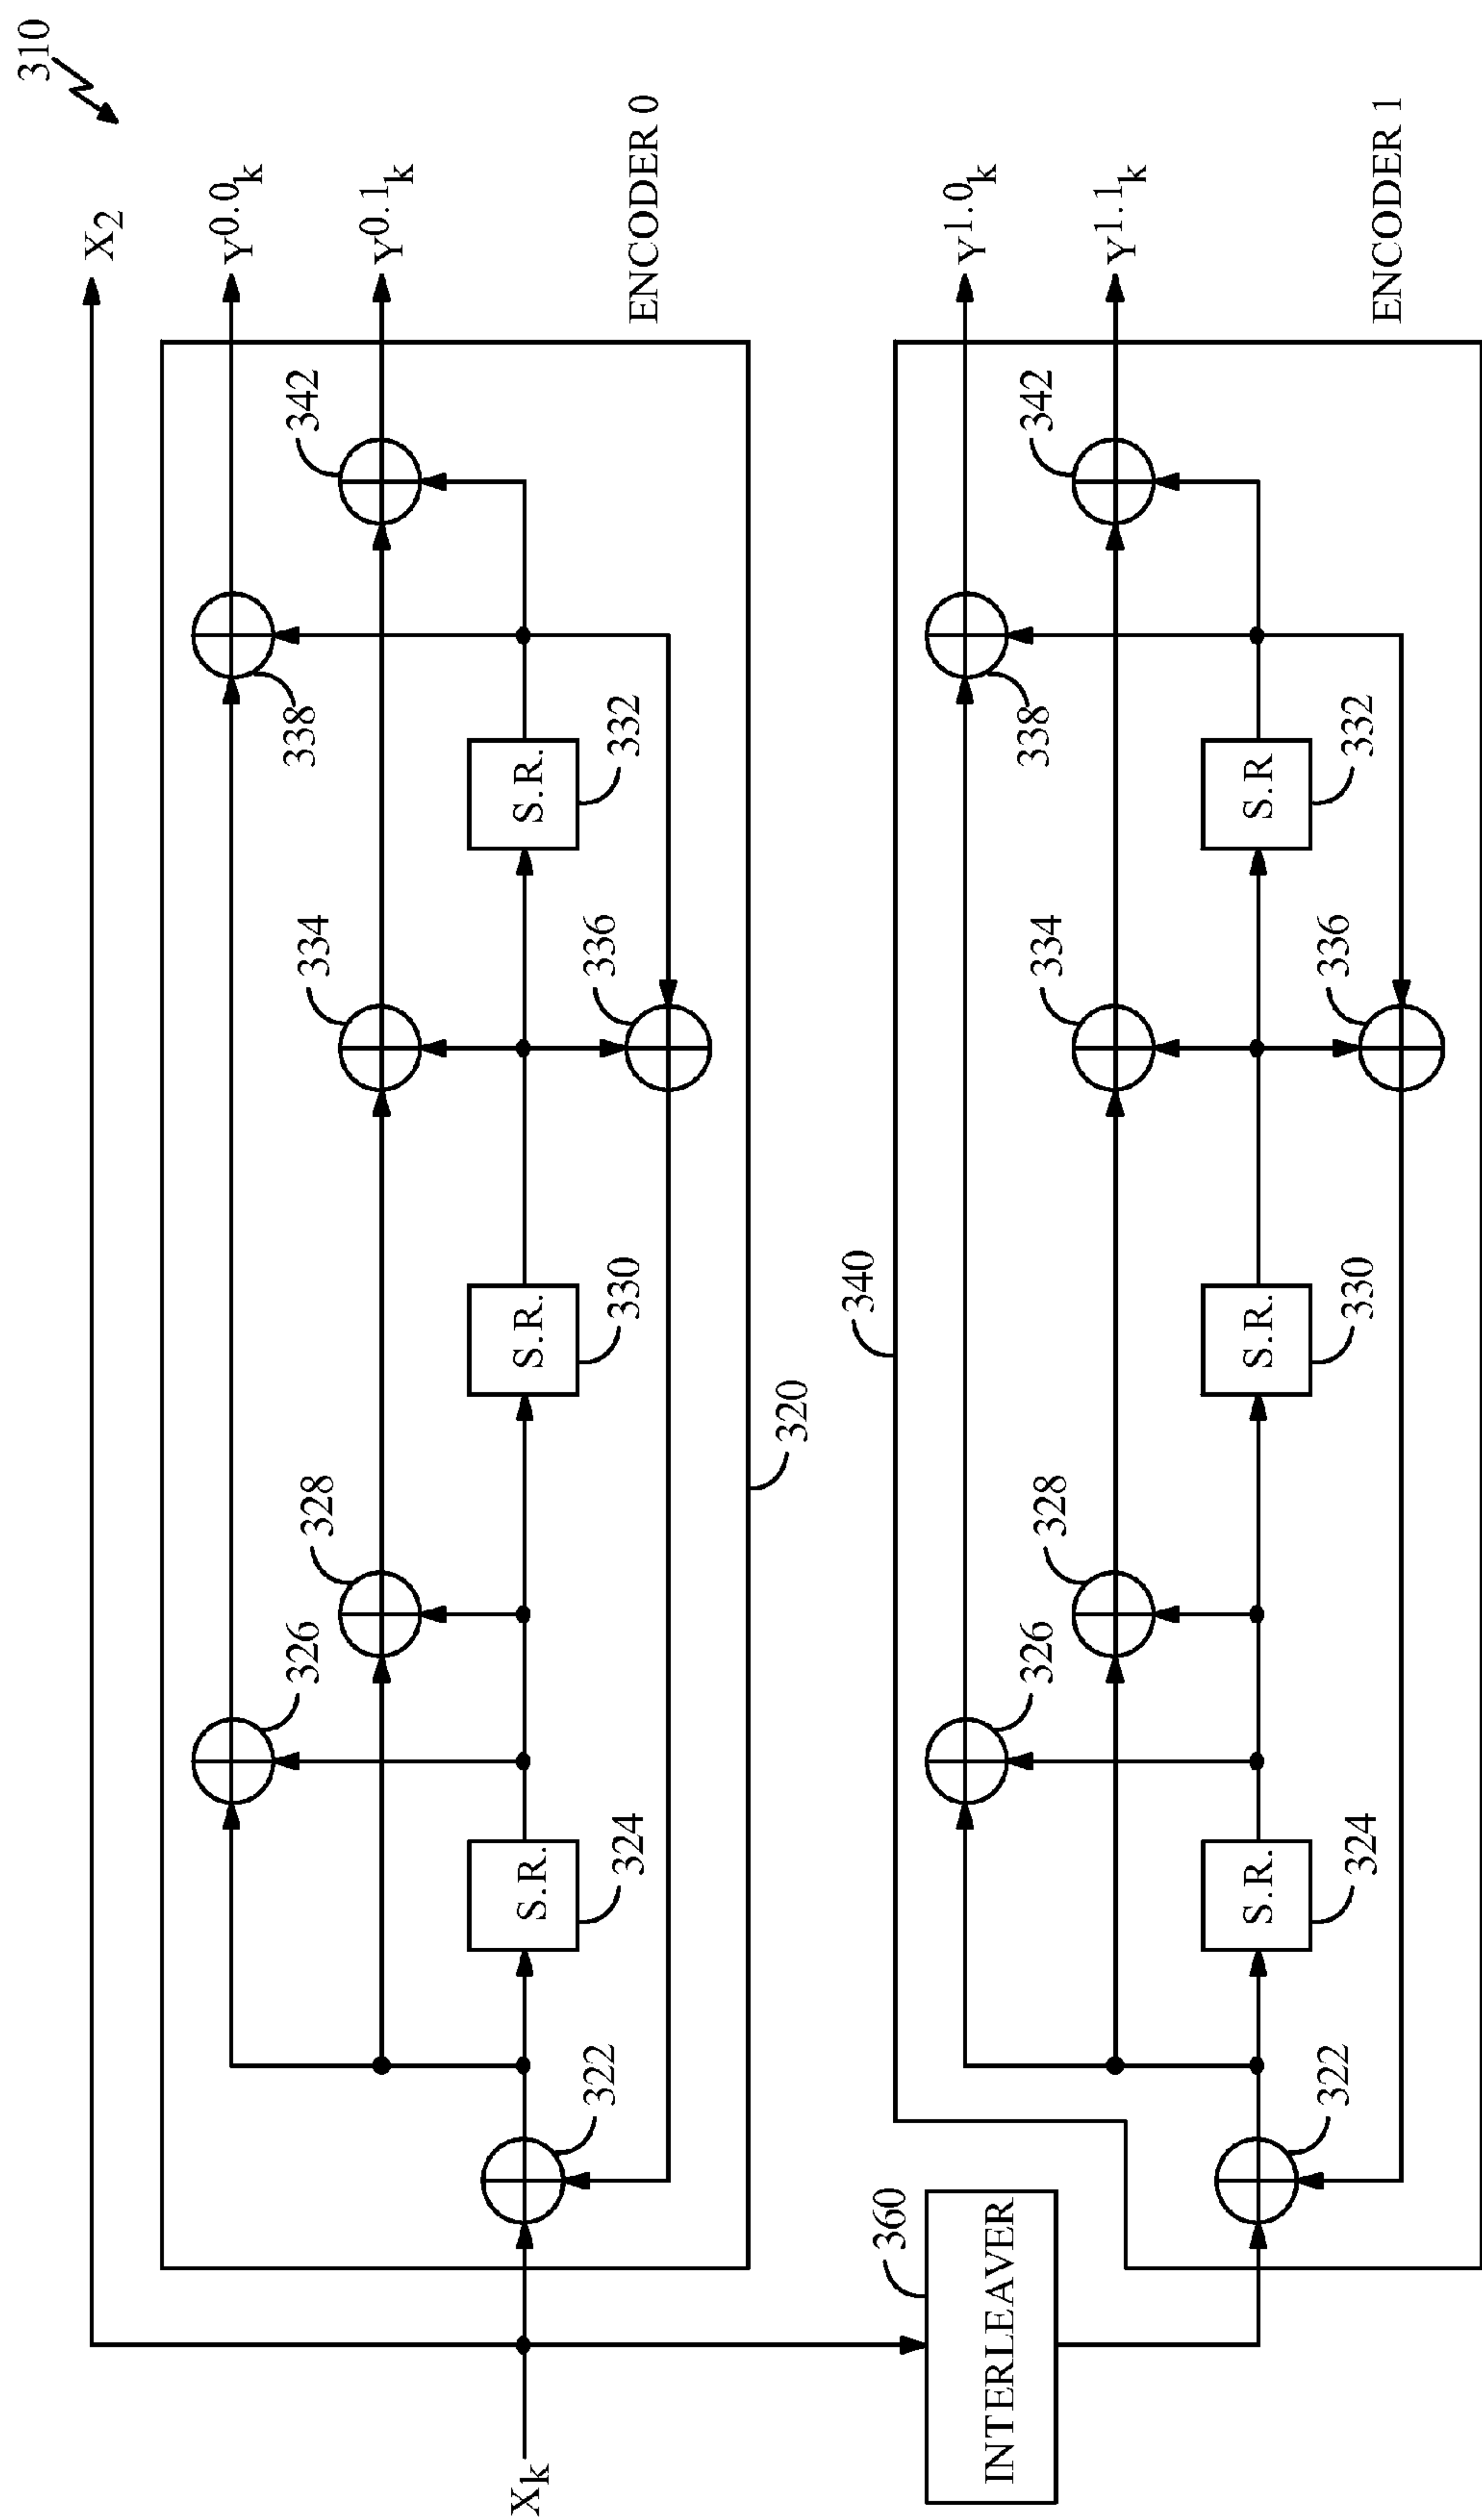 310
X2
Y0.0k
342
Y0.1k
338
334
S.R.
332
ENCODER 0
336
326
328
S.R.
330
S.R.
324
322
320
Xk
340
Y1.0k
342
Y1.1k
338
334
S.R.
332
ENCODER 1
336
326
328
S.R.
330
S.R.
324
322
360
INTERLEAVER